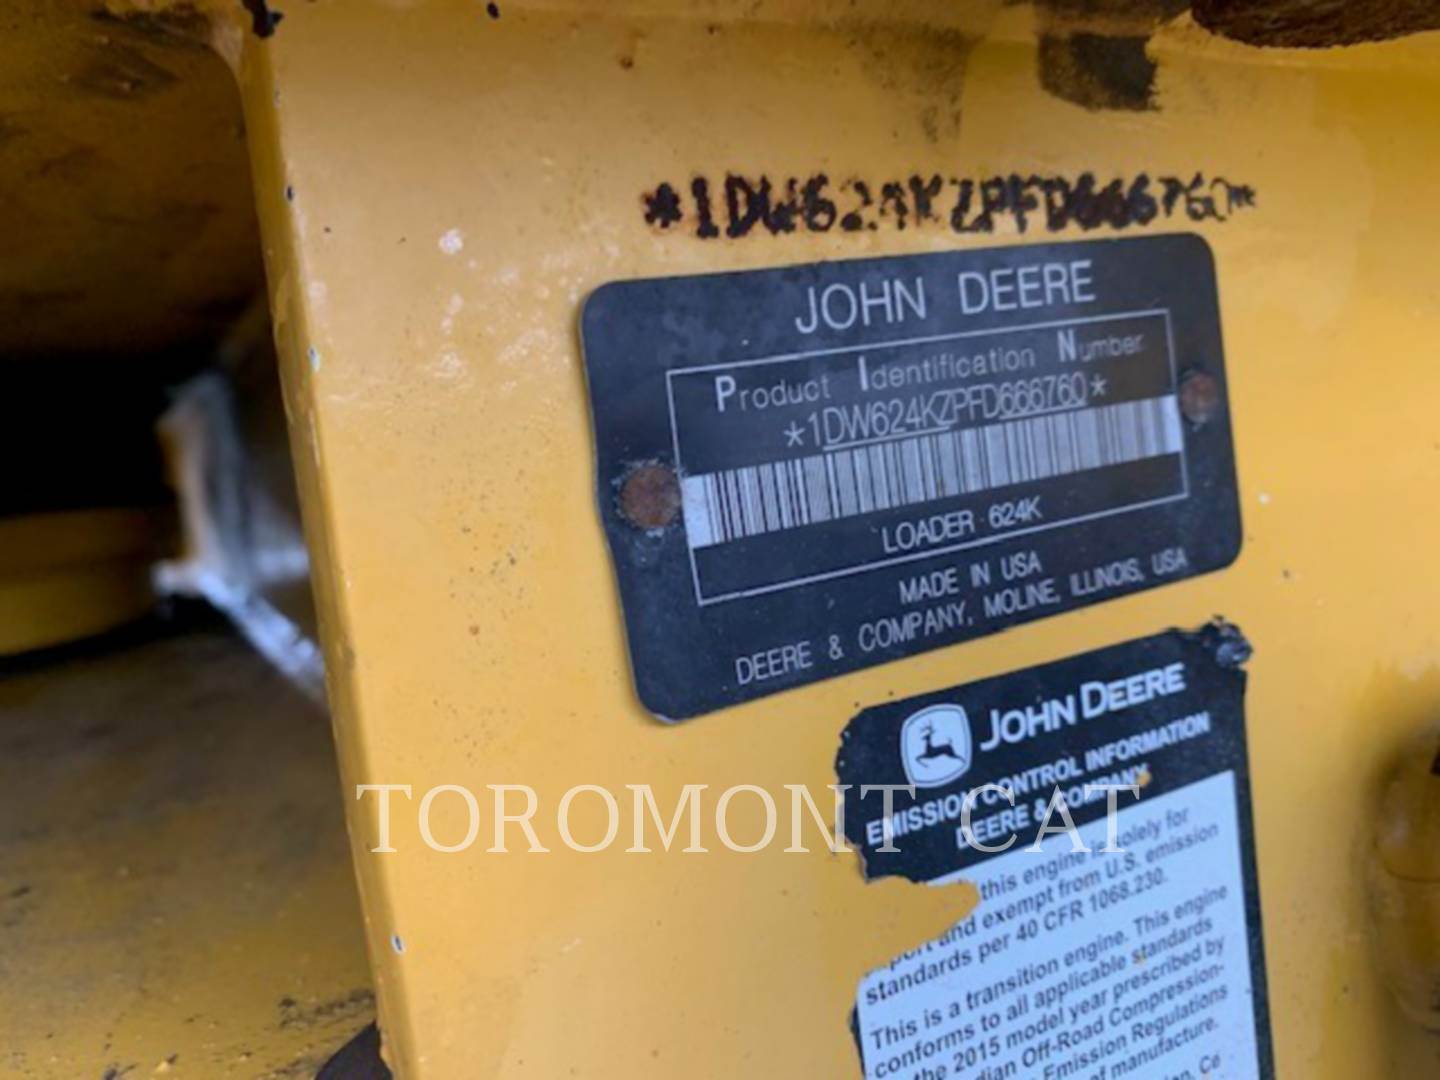 *1DW624KZPFD666760*
JOHN DEERE
Product Identification Number
*1DW624KZPFD666760*
LOADER 624K
MADE IN USA
DEERE & COMPANY, MOLINE, ILLINOIS, USA
JOHN DEERE
EMISSION CONTROL INFORMATION
DEERE & COMPANY
TOROMONT CAT
this engine is solely for
and exempt from U.S. emission
standards per 40 CFR 1068.230.
This is a transition engine. This engine
conforms to all applicable standards
the 2015 model year prescribed by
Off-Road Compression-
Emission Regulations
of manufacture.
Ce